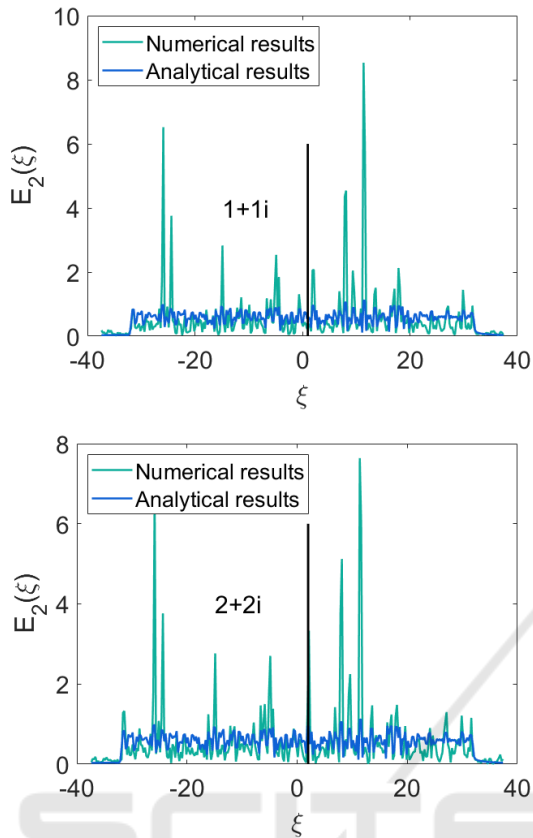 10
8
6
4
2
0
E₂(ξ)
Numerical results
Analytical results
1+1i
-40 -20 0 20 40
ξ
8
6
4
2
0
E₂(ξ)
Numerical results
Analytical results
2+2i
-40 -20 0 20 40
ξ